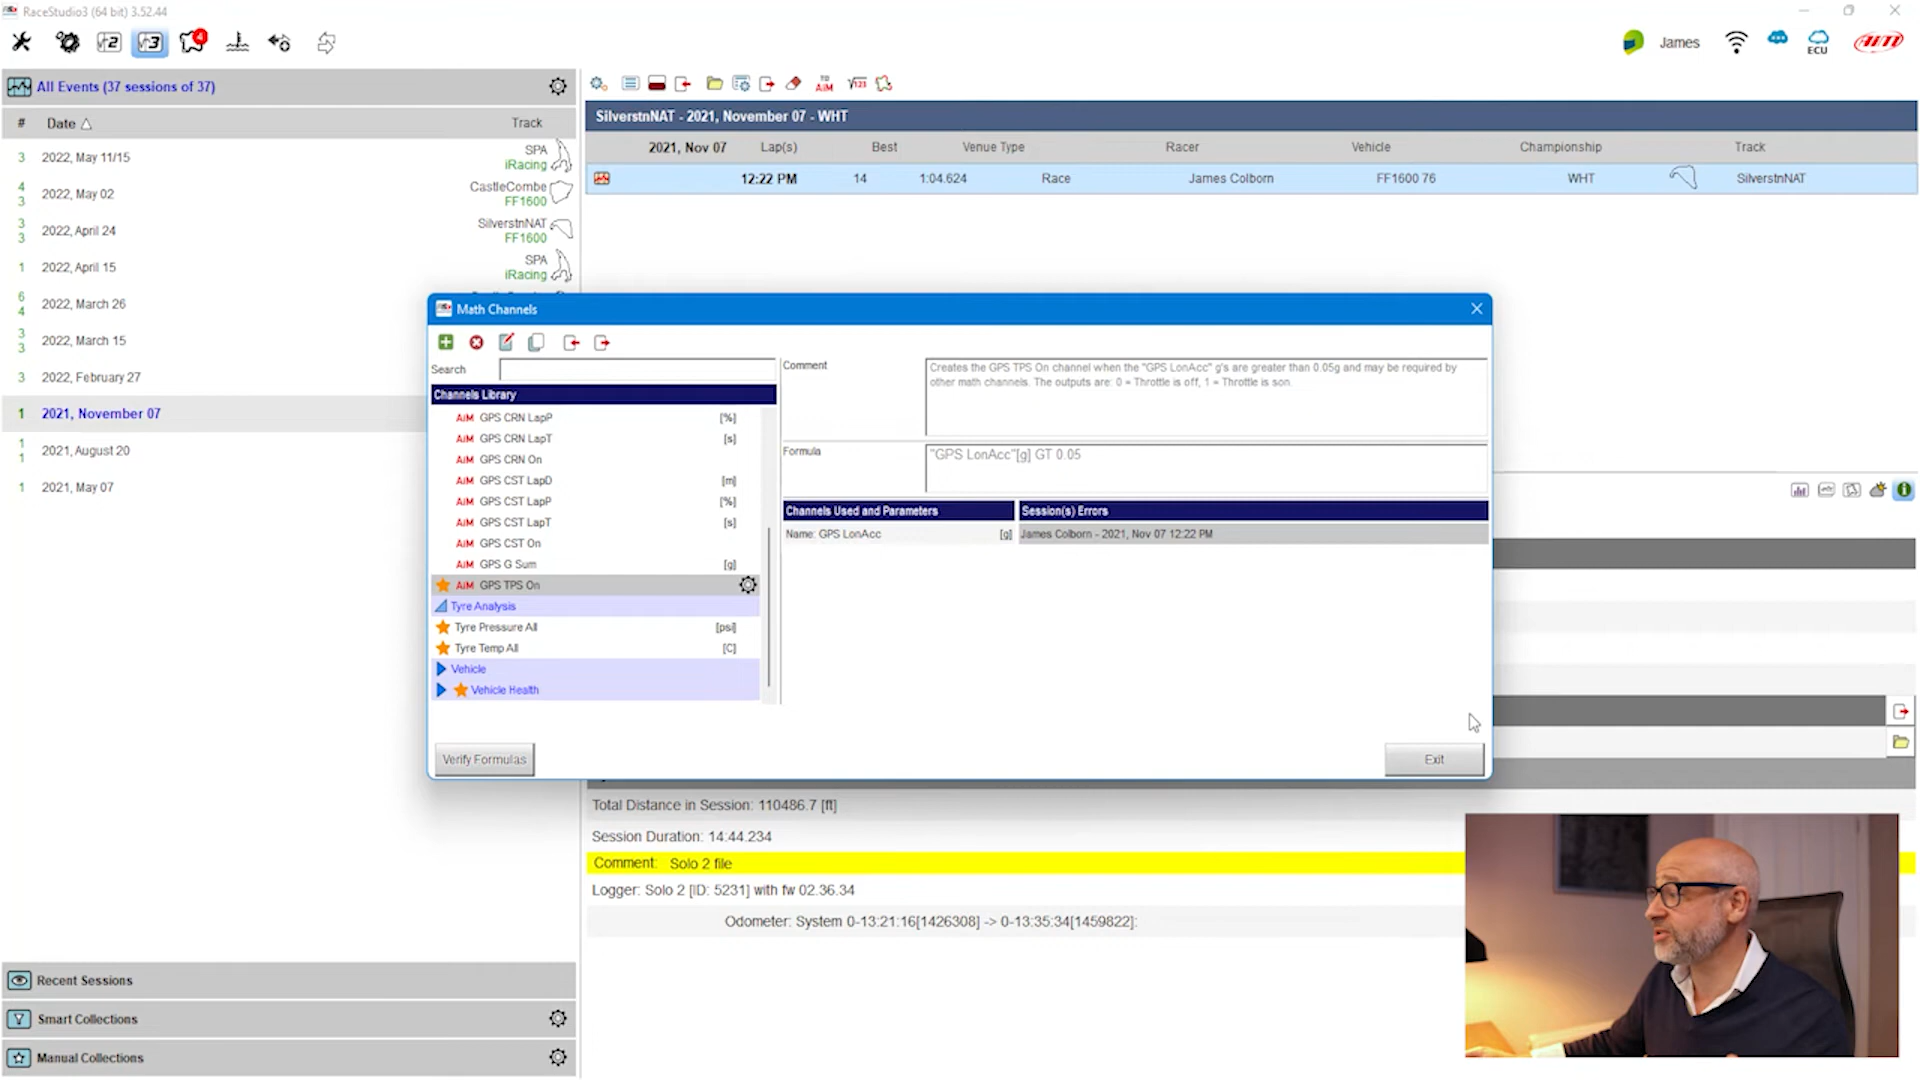 RaceStudio3 (64 bit) 3.52.44
4
James
ECU
AiM
All Events (37 sessions of 37)
# Date Track
3 2022, May 11/15 SPA
iRacing
4
3 2022, May 02 CastleCombe
FF1600
3
3 2022, April 24 SilverstnNAT
FF1600
1 2022, April 15 SPA
iRacing
6
4 2022, March 26
3
3 2022, March 15
3 2022, February 27
1 2021, November 07
1
1 2021, August 20
1 2021, May 07
Recent Sessions
Smart Collections
Manual Collections
SilverstnNAT - 2021, November 07 - WHT
2021, Nov 07 Lap(s) Best Venue Type Racer Vehicle Championship Track
12:22 PM 14 1:04.624 Race James Colborn FF1600 76 WHT SilverstnNAT
Math Channels
Search
Channels Library
AiM GPS CRN LapP [%]
AiM GPS CRN LapT [s]
AiM GPS CRN On
AiM GPS CST LapD [m]
AiM GPS CST LapP [%]
AiM GPS CST LapT [s]
AiM GPS CST On
AiM GPS G Sum [g]
AiM GPS TPS On
Tyre Analysis
Tyre Pressure All [psi]
Tyre Temp All [C]
Vehicle
Vehicle Health
Verify Formulas
Comment
Creates the GPS TPS On channel when the "GPS LonAcc" g's are greater than 0.05g and may be required by
other math channels. The outputs are: 0 = Throttle is off, 1 = Throttle is son.
Formula
"GPS LonAcc"[g] GT 0.05
Channels Used and Parameters
Name: GPS LonAcc [g]
Session(s) Errors
James Colborn - 2021, Nov 07 12:22 PM
Exit
Total Distance in Session: 110486.7 [ft]
Session Duration: 14:44.234
Comment: Solo 2 file
Logger: Solo 2 [ID: 5231] with fw 02.36.34
Odometer: System 0-13:21:16[1426308] -> 0-13:35:34[1459822]: